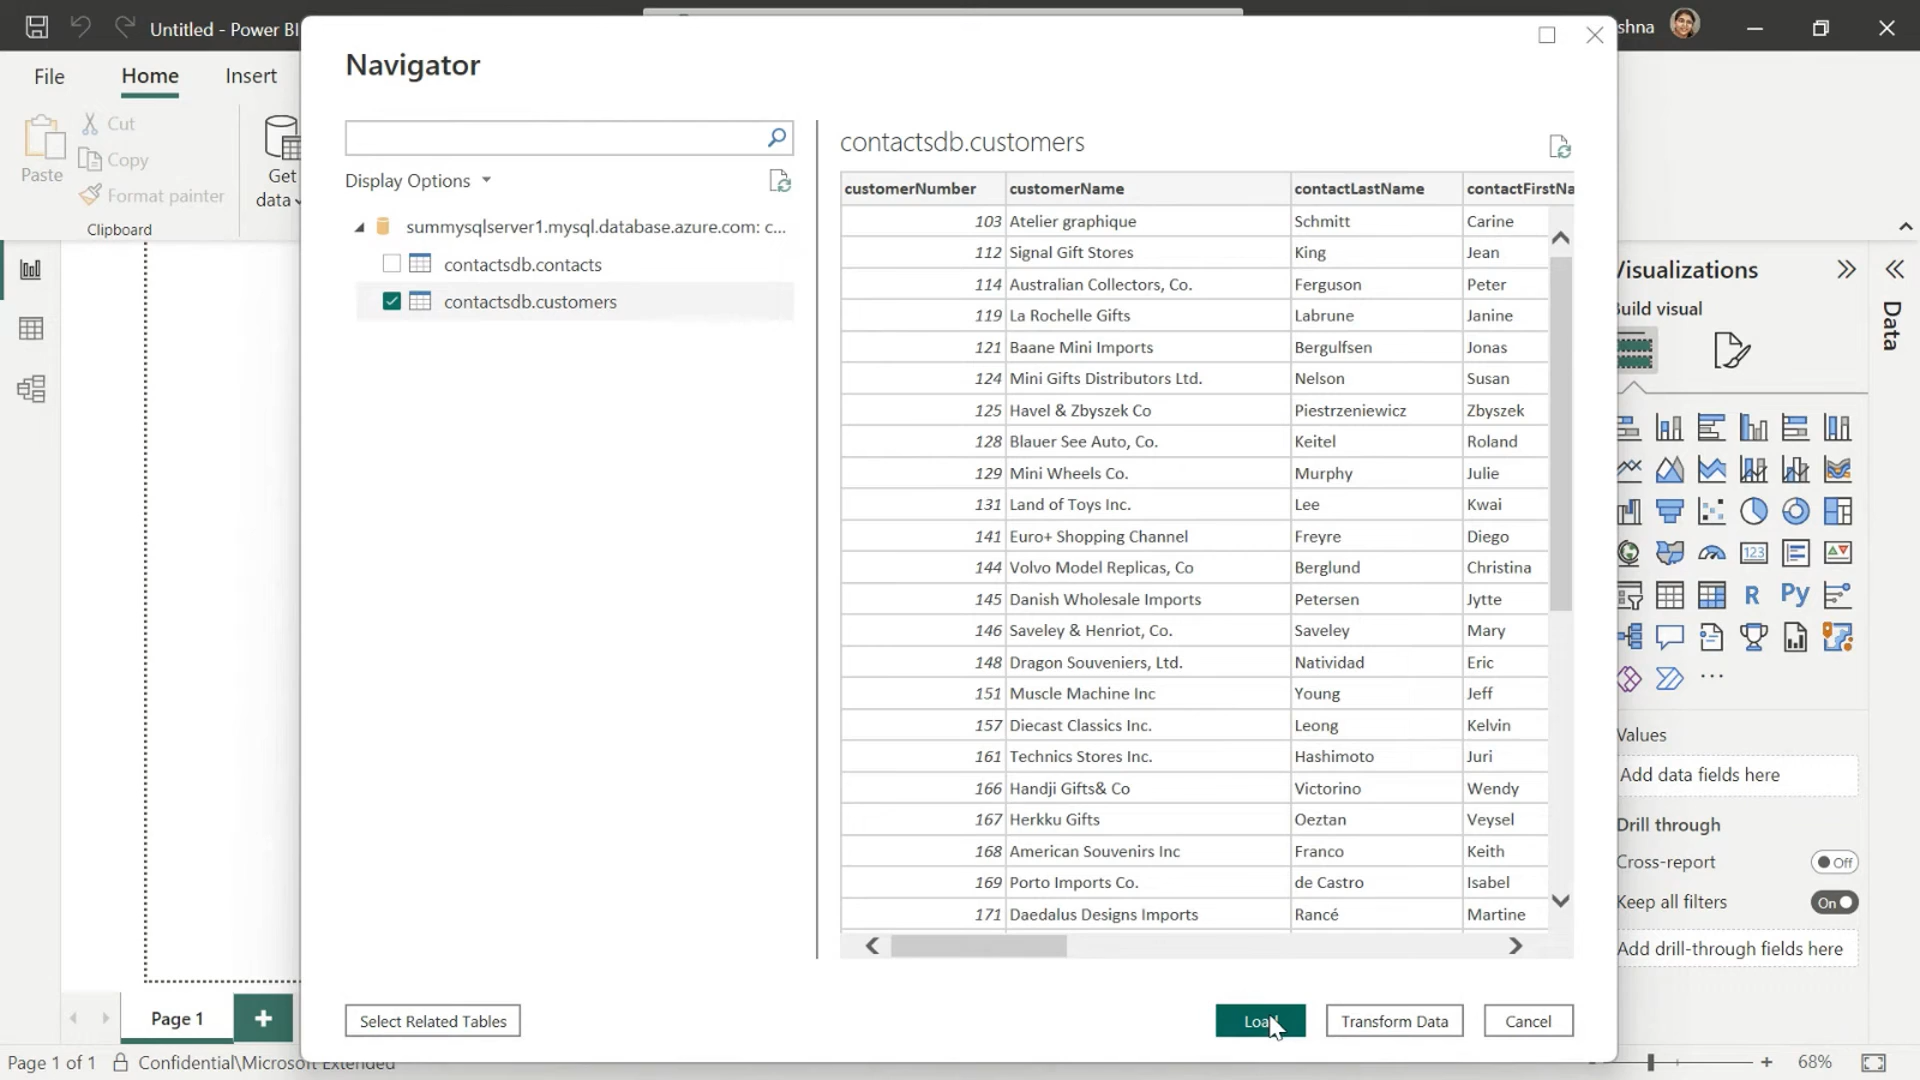 Untitled - Power BI
shna
File
Home
Insert
Paste
Cut
Copy
Format painter
Clipboard
Get
data
Navigator
Display Options
summysqlserver1.mysql.database.azure.com: c...
contactsdb.contacts
contactsdb.customers
contactsdb.customers
customerNumber customerName contactLastName contactFirstNa
103 Atelier graphique Schmitt Carine
112 Signal Gift Stores King Jean
114 Australian Collectors, Co. Ferguson Peter
119 La Rochelle Gifts Labrune Janine
121 Baane Mini Imports Bergulfsen Jonas
124 Mini Gifts Distributors Ltd. Nelson Susan
125 Havel & Zbyszek Co Piestrzeniewicz Zbyszek
128 Blauer See Auto, Co. Keitel Roland
129 Mini Wheels Co. Murphy Julie
131 Land of Toys Inc. Lee Kwai
141 Euro+ Shopping Channel Freyre Diego
144 Volvo Model Replicas, Co Berglund Christina
145 Danish Wholesale Imports Petersen Jytte
146 Saveley & Henriot, Co. Saveley Mary
148 Dragon Souveniers, Ltd. Natividad Eric
151 Muscle Machine Inc Young Jeff
157 Diecast Classics Inc. Leong Kelvin
161 Technics Stores Inc. Hashimoto Juri
166 Handji Gifts& Co Victorino Wendy
167 Herkku Gifts Oeztan Veysel
168 American Souvenirs Inc Franco Keith
169 Porto Imports Co. de Castro Isabel
171 Daedalus Designs Imports Rancé Martine
Select Related Tables
Load
Transform Data
Cancel
Visualizations
Build visual
Data
123
R
Py
...
Values
Add data fields here
Drill through
Cross-report
Off
Keep all filters
On
Add drill-through fields here
Page 1
Page 1 of 1
Confidential\Microsoft Extended
68%